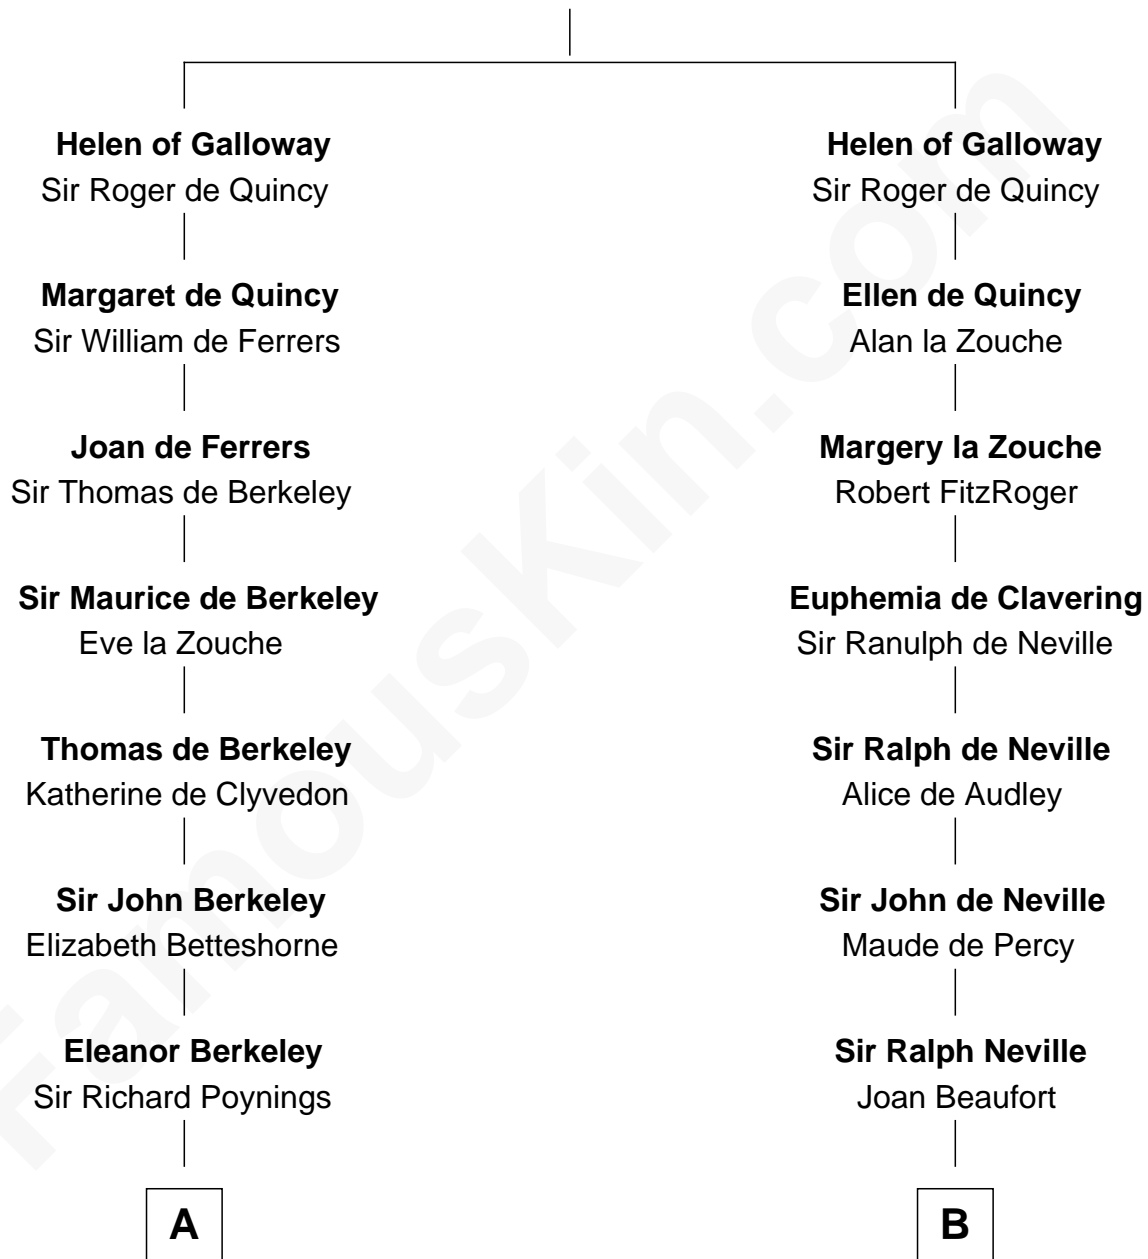 Helen of Galloway
Sir Roger de Quincy
Margaret de Quincy
Sir William de Ferrers
Joan de Ferrers
Sir Thomas de Berkeley
Sir Maurice de Berkeley
Eve la Zouche
Thomas de Berkeley
Katherine de Clyvedon
Sir John Berkeley
Elizabeth Betteshorne
Eleanor Berkeley
Sir Richard Poynings
A
Helen of Galloway
Sir Roger de Quincy
Ellen de Quincy
Alan la Zouche
Margery la Zouche
Robert FitzRoger
Euphemia de Clavering
Sir Ranulph de Neville
Sir Ralph de Neville
Alice de Audley
Sir John de Neville
Maude de Percy
Sir Ralph Neville
Joan Beaufort
B
FamousKin.com